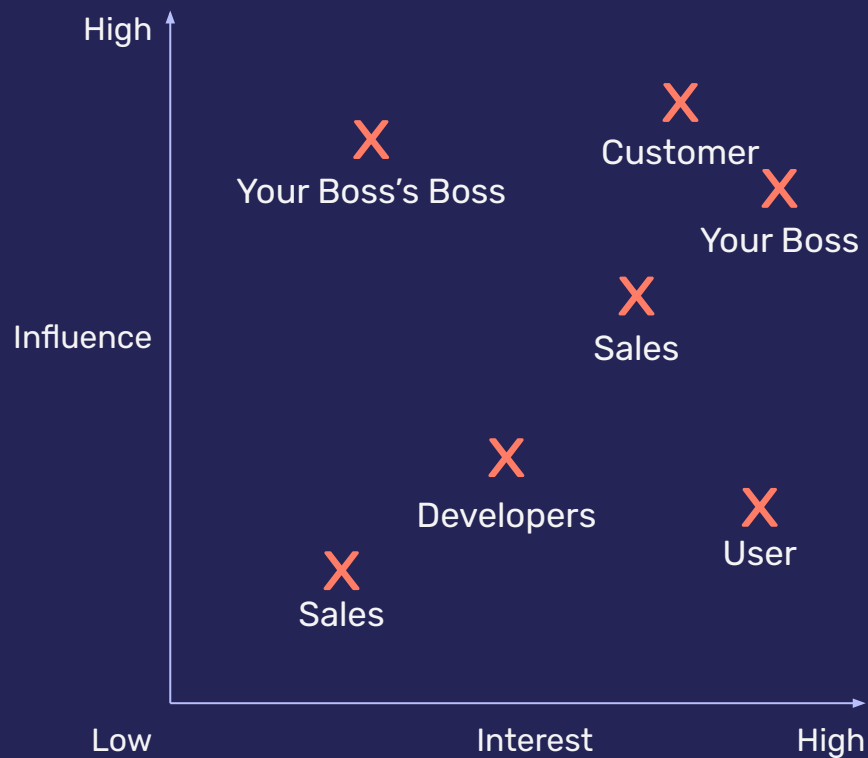 High
Customer
Your Boss’s Boss
Your Boss
Influence
Sales
Developers
User
Sales
Low
Interest
High